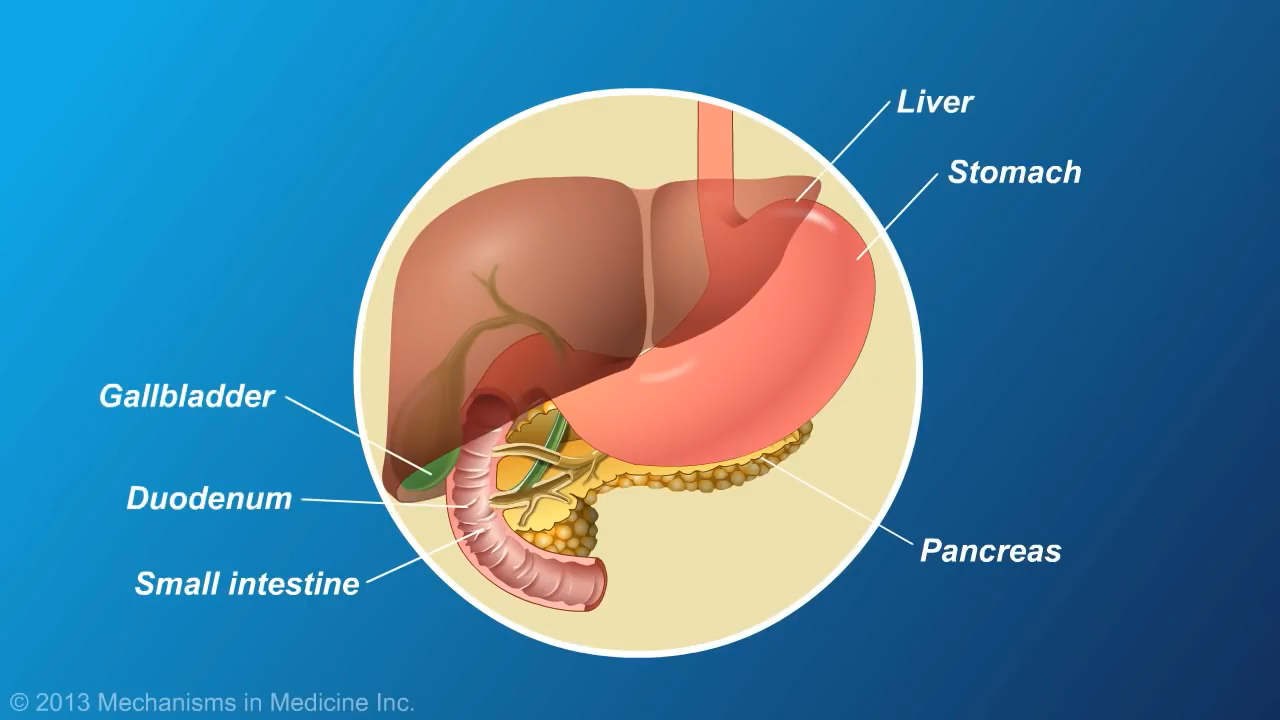 Liver
Stomach
Gallbladder
Duodenum
Pancreas
Small intestine
© 2013 Mechanisms in Medicine Inc.